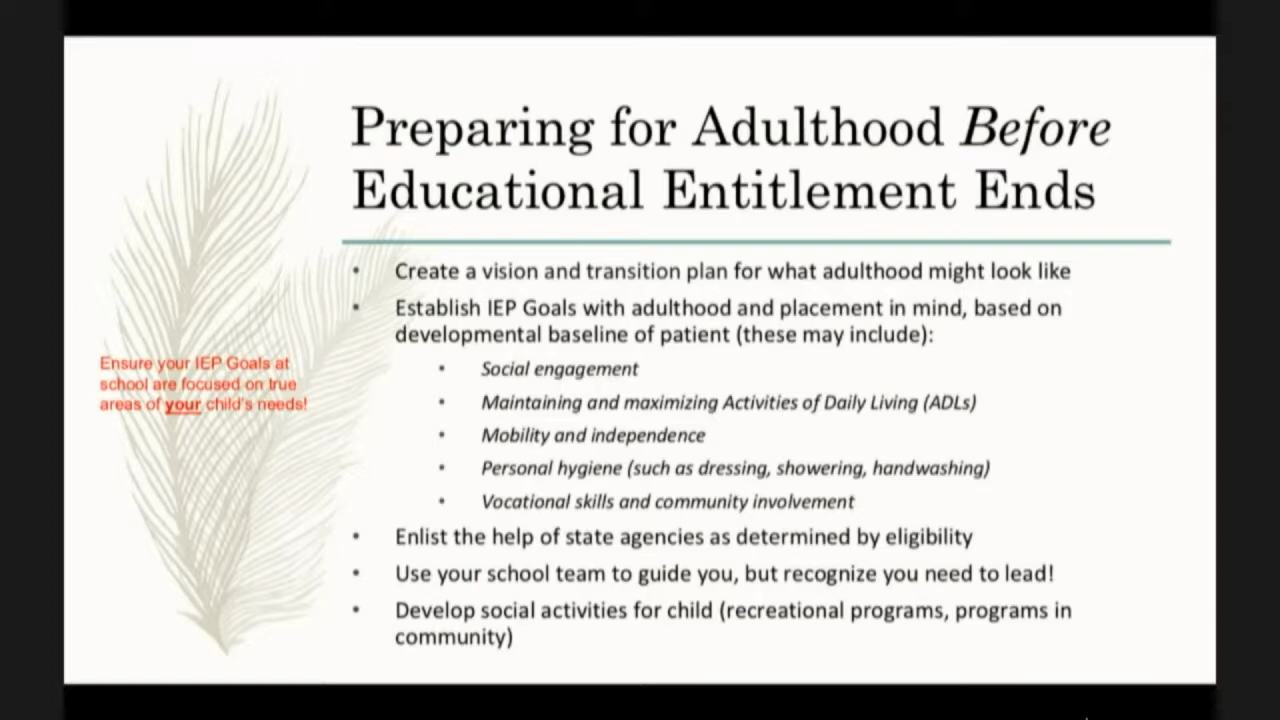 Preparing for Adulthood Before
Educational Entitlement Ends
• Create a vision and transition plan for what adulthood might look like
• Establish IEP Goals with adulthood and placement in mind, based on
developmental baseline of patient (these may include):
• Social engagement
• Maintaining and maximizing Activities of Daily Living (ADLs)
• Mobility and independence
• Personal hygiene (such as dressing, showering, handwashing)
• Vocational skills and community involvement
• Enlist the help of state agencies as determined by eligibility
• Use your school team to guide you, but recognize you need to lead!
• Develop social activities for child (recreational programs, programs in
community)
Ensure your IEP Goals at
school are focused on true
areas of your child's needs!